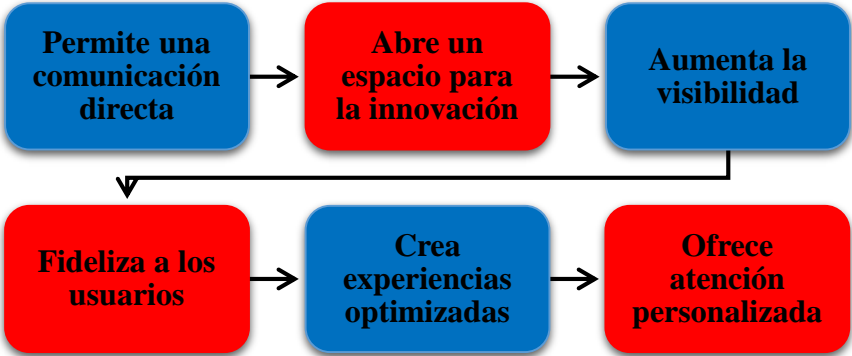 Permite una
comunicación
directa
Abre un
espacio para
la innovación
Aumenta la
visibilidad
Fideliza a los
usuarios
Crea
experiencias
optimizadas
Ofrece
atención
personalizada